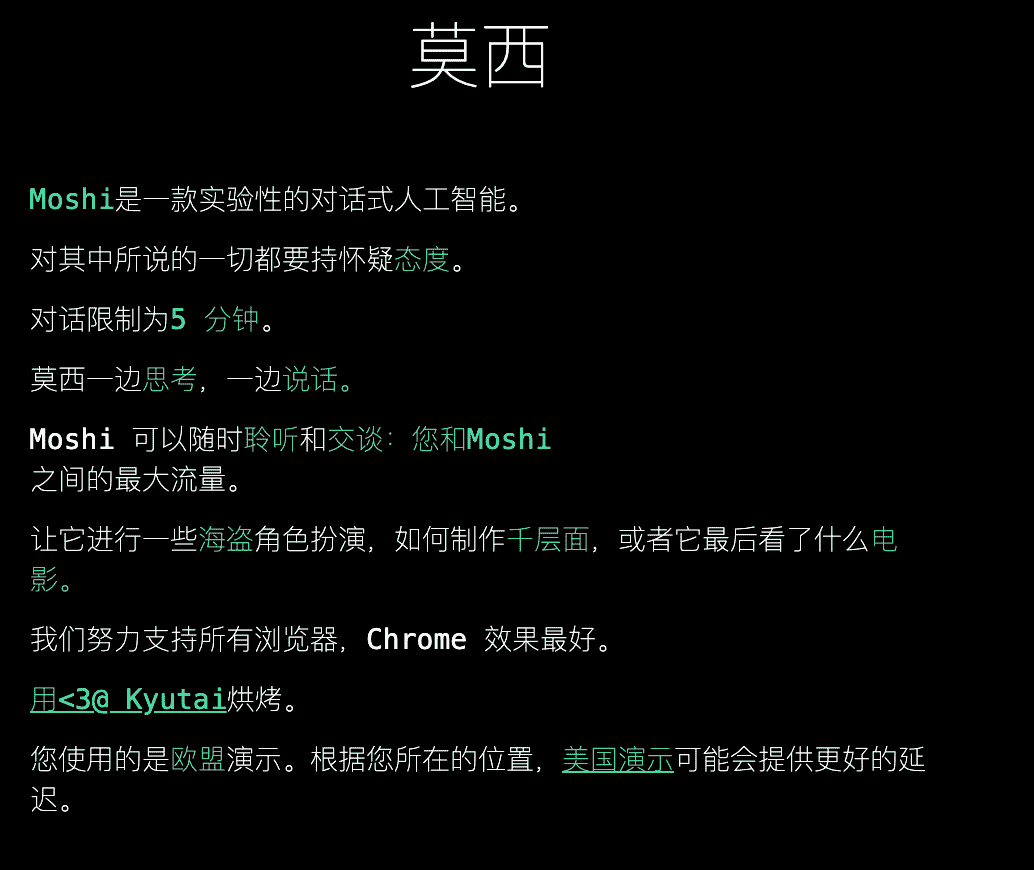 莫西
Moshi是一款实验性的对话式人工智能。
对其中所说的一切都要持怀疑态度。
对话限制为5 分钟。
莫西一边思考，一边说话。
Moshi 可以随时聆听和交谈：您和Moshi
之间的最大流量。
让它进行一些海盗角色扮演，如何制作千层面，或者它最后看了什么电
影。
我们努力支持所有浏览器，Chrome 效果最好。
用<3@ Kyutai烘烤。
您使用的是欧盟演示。根据您所在的位置，美国演示可能会提供更好的延
迟。